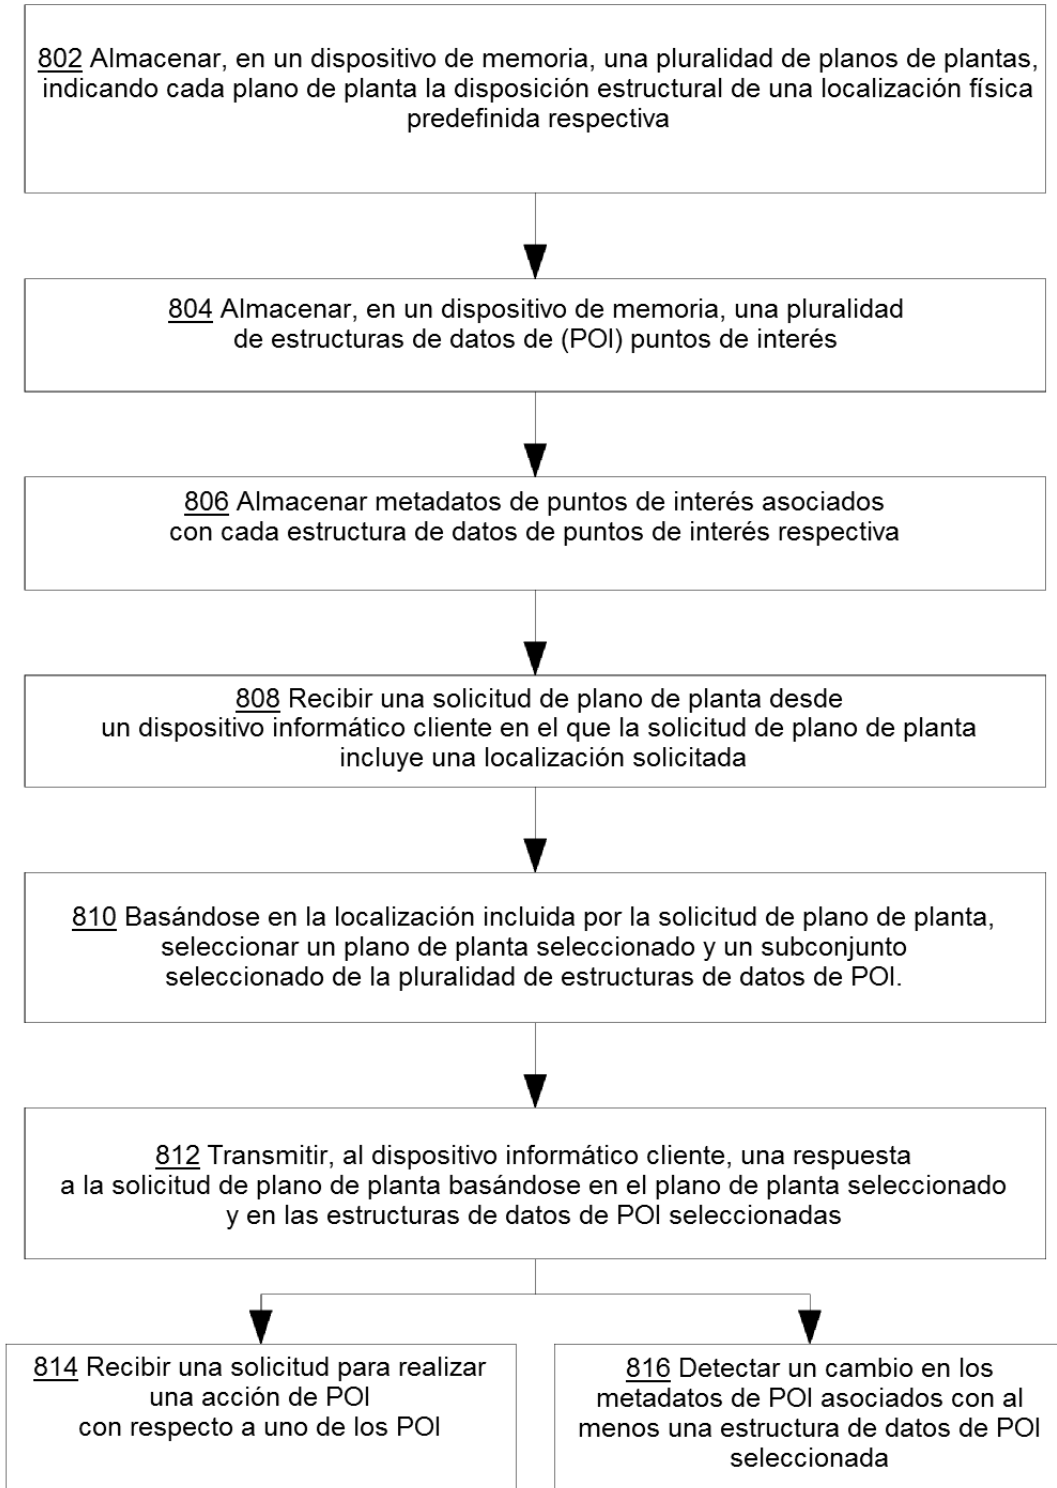 802 Almacenar, en un dispositivo de memoria, una pluralidad de planos de plantas,
indicando cada plano de planta la disposición estructural de una localización física
predefinida respectiva
804 Almacenar, en un dispositivo de memoria, una pluralidad
de estructuras de datos de (POI) puntos de interés
806 Almacenar metadatos de puntos de interés asociados
con cada estructura de datos de puntos de interés respectiva
808 Recibir una solicitud de plano de planta desde
un dispositivo informático cliente en el que la solicitud de plano de planta
incluye una localización solicitada
810 Basándose en la localización incluida por la solicitud de plano de planta,
seleccionar un plano de planta seleccionado y un subconjunto
seleccionado de la pluralidad de estructuras de datos de POI.
812 Transmitir, al dispositivo informático cliente, una respuesta
a la solicitud de plano de planta basándose en el plano de planta seleccionado
y en las estructuras de datos de POI seleccionadas
814 Recibir una solicitud para realizar
una acción de POI
con respecto a uno de los POI
816 Detectar un cambio en los
metadatos de POI asociados con al
menos una estructura de datos de POI
seleccionada